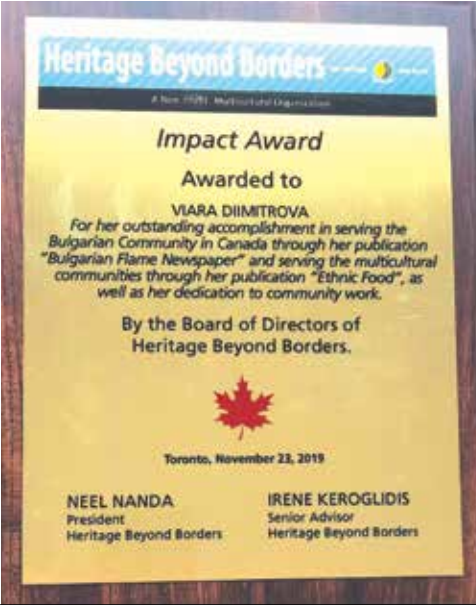 Heritage Beyond Borders
A Non Multicultural Organization
Impact Award
Awarded to
VIARA DIIMITROVA
For her outstanding accomplishment in serving the
Bulgarian Community in Canada through her publication
"Bulgarian Flame Newspaper" and serving the multicultural
communities through her publication "Ethnic Food", as
well as her dedication to community work.
By the Board of Directors of
Heritage Beyond Borders.
Toronto, November 23, 2019
NEEL NANDA
President
Heritage Beyond Borders
IRENE KEROGLIDIS
Senior Advisor
Heritage Beyond Borders